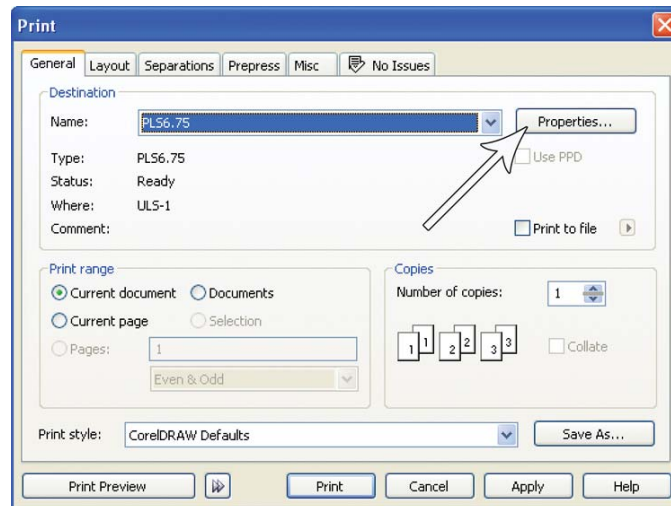 Print
General Layout Separations Prepress Misc No Issues
Destination
Name: PLS6.75 Properties...
Type: PLS6.75 Use PPD
Status: Ready
Where: ULS-1
Comment: Print to file
Print range
Current document Documents
Current page Selection
Pages: 1
Even & Odd
Copies
Number of copies: 1
1 1 2 2 3 3 Collate
Print style: CorelDRAW Defaults Save As...
Print Preview Print Cancel Apply Help